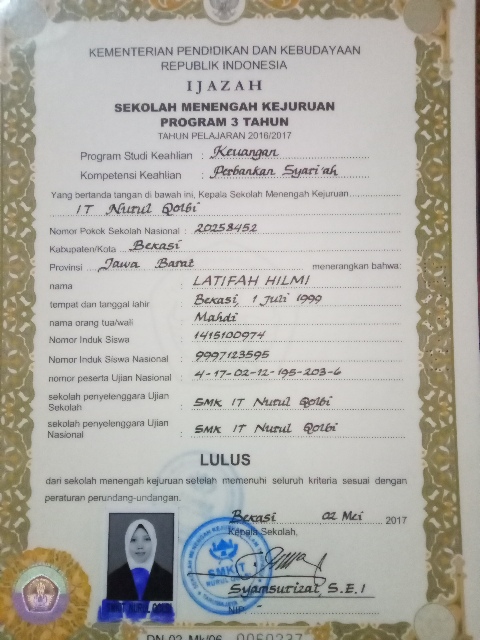 KEMENTERIAN PENDIDIKAN DAN KEBUDAYAAN
REPUBLIK INDONESIA
IJAZAH
SEKOLAH MENENGAH KEJURUAN
PROGRAM 3 TAHUN
TAHUN PELAJARAN 2016/2017
Program Studi Keahlian : Keuangan
Kompetensi Keahlian : Perbankan Syari'ah
Yang bertanda tangan di bawah ini, Kepala Sekolah Menengah Kejuruan
IT Nurul Qolbi
Nomor Pokok Sekolah Nasional : 20258452
Kabupaten/Kota Bekasi
Provinsi Jawa Barat menerangkan bahwa:
nama : LATIFAH HILMI
tempat dan tanggal lahir : Bekasi, 1 Juli 1999
nama orang tua/wali : Mahdi
Nomor Induk Siswa : 1415100974
Nomor Induk Siswa Nasional : 9997123595
nomor peserta Ujian Nasional : 4-17-02-12-195-203-6
sekolah penyelenggara Ujian
Sekolah : SMK IT Nurul Qolbi
sekolah penyelenggara Ujian
Nasional : SMK IT Nurul Qolbi
LULUS
dari sekolah menengah kejuruan setelah memenuhi seluruh kriteria sesuai dengan
peraturan perundang-undangan.
Bekasi, 02 Mei 2017
Kepala Sekolah,
SMK IT
Syamsurizal S.E.I
NIP
DN-02 Mk/06 0050237